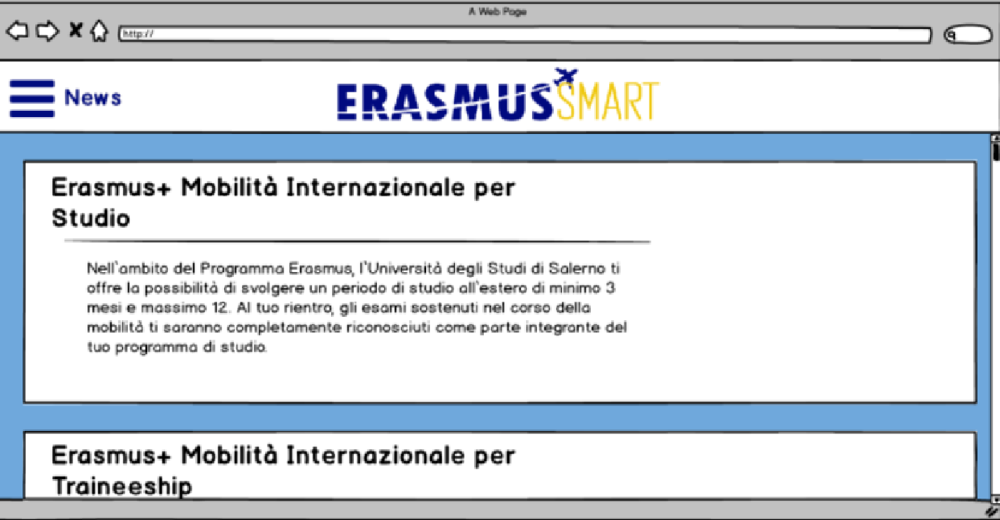 A Web Page
http://
News
ERASMUS SMART
Erasmus+ Mobilità Internazionale per
Studio
Nell'ambito del Programma Erasmus, l'Università degli Studi di Salerno ti
offre la possibilità di svolgere un periodo di studio all'estero di minimo 3
mesi e massimo 12. Al tuo rientro, gli esami sostenuti nel corso della
mobilità ti saranno completamente riconosciuti come parte integrante del
tuo programma di studio.
Erasmus+ Mobilità Internazionale per
Traineeship